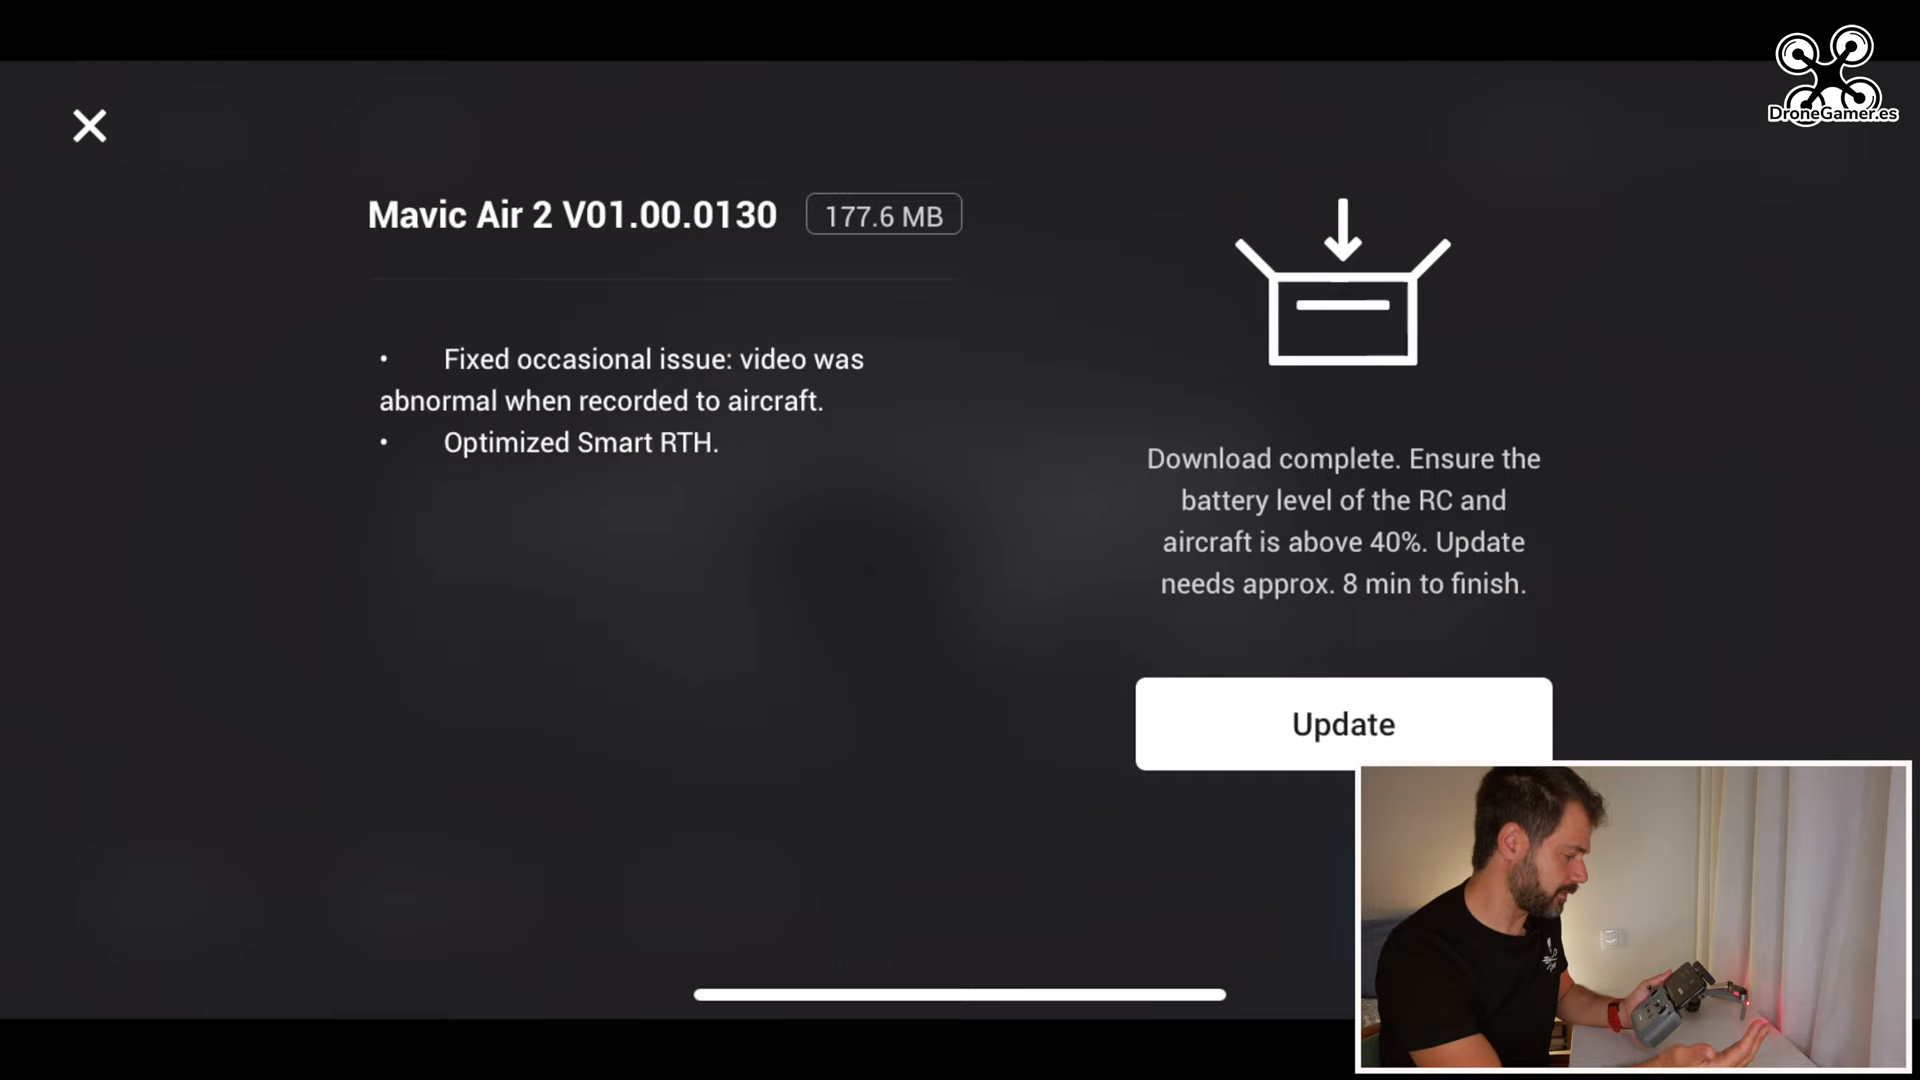 DroneGamer.es
Mavic Air 2 V01.00.0130
177.6 MB
• Fixed occasional issue: video was
abnormal when recorded to aircraft.
• Optimized Smart RTH.
Download complete. Ensure the
battery level of the RC and
aircraft is above 40%. Update
needs approx. 8 min to finish.
Update